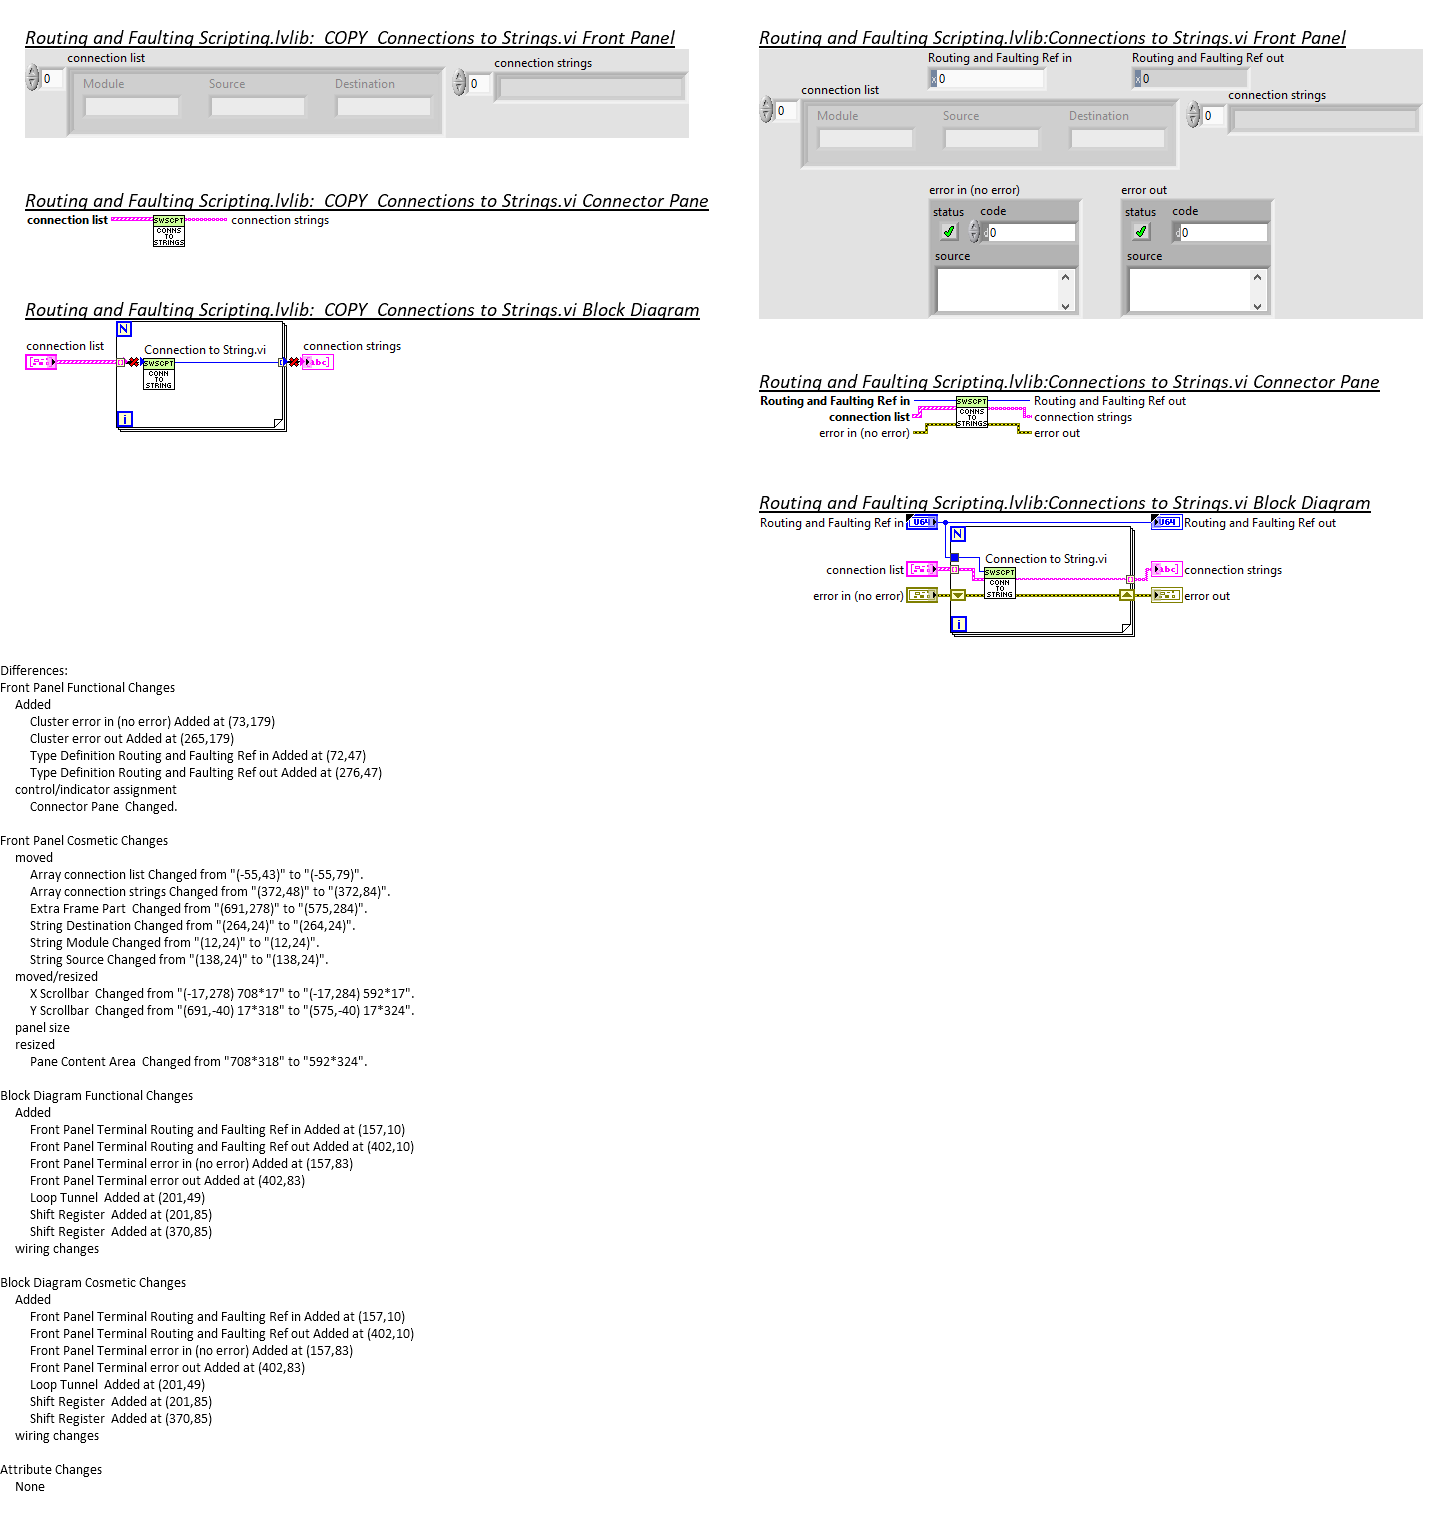 Routing and Faulting Scripting.lvlib:  COPY  Connections to Strings.vi Front Panel
connection list
connection strings
0
Module
Source
Destination
0
Routing and Faulting Scripting.lvlib:  COPY  Connections to Strings.vi Connector Pane
connection list
SWSCPT
CONNS
TO
STRINGS
connection strings
Routing and Faulting Scripting.lvlib:  COPY  Connections to Strings.vi Block Diagram
N
connection list
Connection to String.vi
connection strings
SWSCPT
CONN
TO
STRING
abc
i
Routing and Faulting Scripting.lvlib:Connections to Strings.vi Front Panel
Routing and Faulting Ref in
Routing and Faulting Ref out
x 0
x 0
connection list
connection strings
0
Module
Source
Destination
0
error in (no error)
error out
status
code
status
code
d 0
d 0
source
source
Routing and Faulting Scripting.lvlib:Connections to Strings.vi Connector Pane
Routing and Faulting Ref in
SWSCPT
Routing and Faulting Ref out
connection list
CONNS
TO
STRINGS
connection strings
error in (no error)
error out
Routing and Faulting Scripting.lvlib:Connections to Strings.vi Block Diagram
Routing and Faulting Ref in
U64
U64
Routing and Faulting Ref out
N
Connection to String.vi
connection list
SWSCPT
CONN
TO
STRING
abc
connection strings
error in (no error)
error out
i
Differences:
Front Panel Functional Changes
Added
Cluster error in (no error) Added at (73,179)
Cluster error out Added at (265,179)
Type Definition Routing and Faulting Ref in Added at (72,47)
Type Definition Routing and Faulting Ref out Added at (276,47)
control/indicator assignment
Connector Pane  Changed.
Front Panel Cosmetic Changes
moved
Array connection list Changed from "(-55,43)" to "(-55,79)".
Array connection strings Changed from "(372,48)" to "(372,84)".
Extra Frame Part  Changed from "(691,278)" to "(575,284)".
String Destination Changed from "(264,24)" to "(264,24)".
String Module Changed from "(12,24)" to "(12,24)".
String Source Changed from "(138,24)" to "(138,24)".
moved/resized
X Scrollbar  Changed from "(-17,278) 708*17" to "(-17,284) 592*17".
Y Scrollbar  Changed from "(691,-40) 17*318" to "(575,-40) 17*324".
panel size
resized
Pane Content Area  Changed from "708*318" to "592*324".
Block Diagram Functional Changes
Added
Front Panel Terminal Routing and Faulting Ref in Added at (157,10)
Front Panel Terminal Routing and Faulting Ref out Added at (402,10)
Front Panel Terminal error in (no error) Added at (157,83)
Front Panel Terminal error out Added at (402,83)
Loop Tunnel  Added at (201,49)
Shift Register  Added at (201,85)
Shift Register  Added at (370,85)
wiring changes
Block Diagram Cosmetic Changes
Added
Front Panel Terminal Routing and Faulting Ref in Added at (157,10)
Front Panel Terminal Routing and Faulting Ref out Added at (402,10)
Front Panel Terminal error in (no error) Added at (157,83)
Front Panel Terminal error out Added at (402,83)
Loop Tunnel  Added at (201,49)
Shift Register  Added at (201,85)
Shift Register  Added at (370,85)
wiring changes
Attribute Changes
None